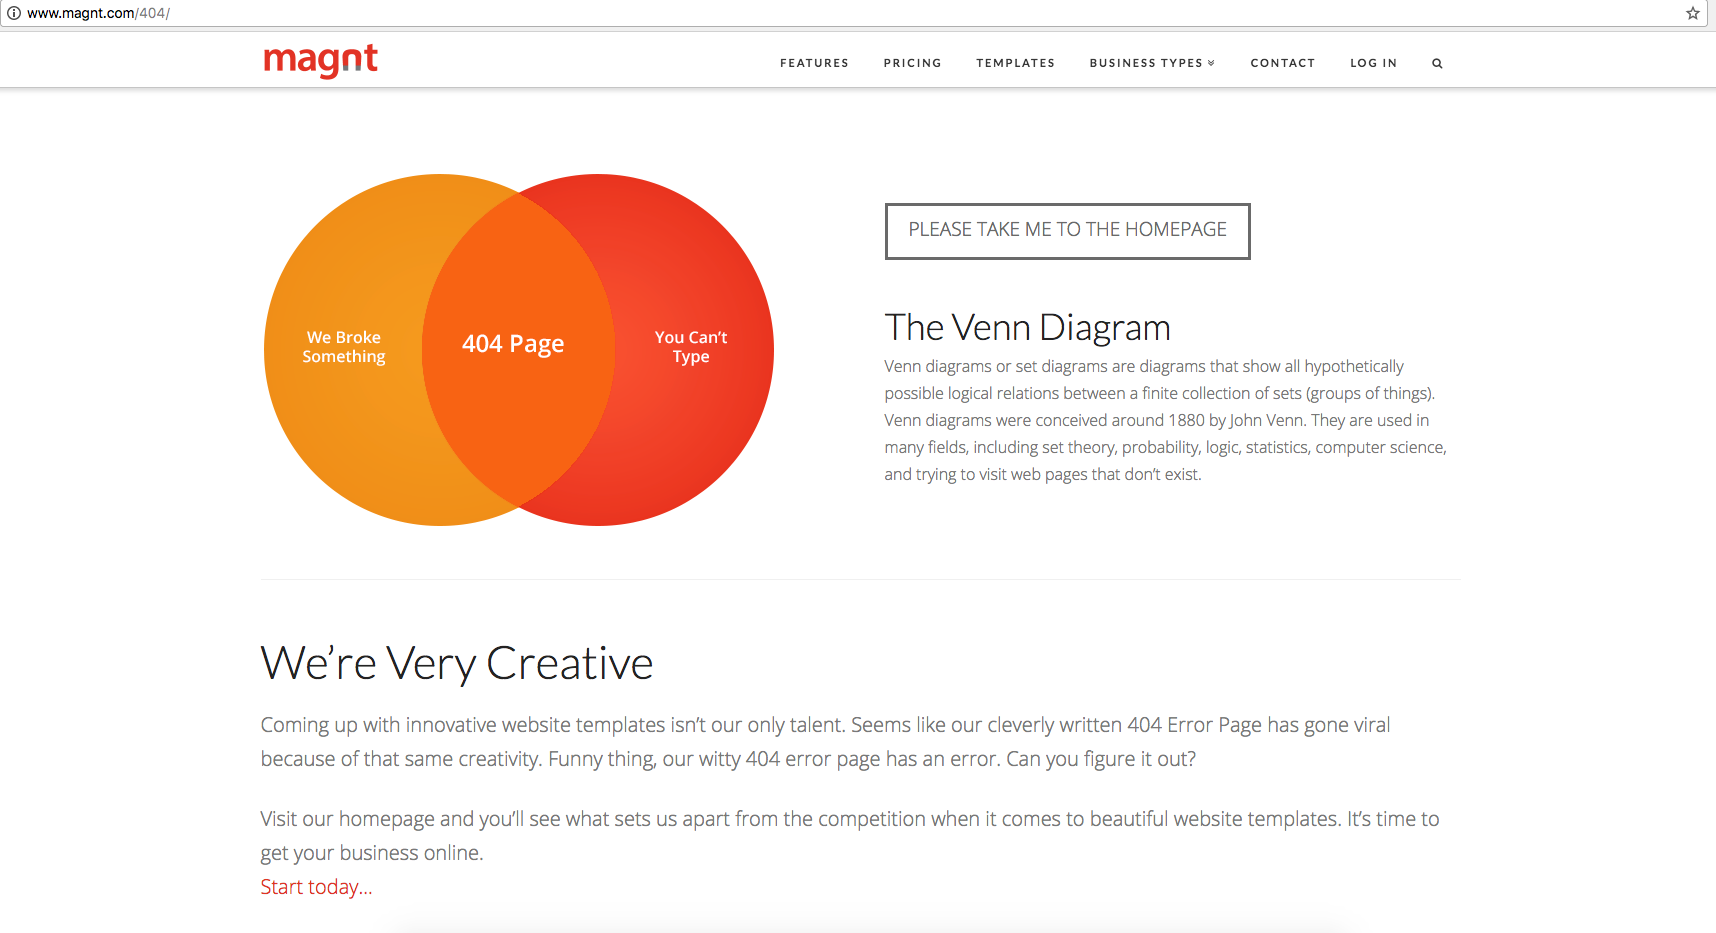 www.magnt.com/404/
magnt
FEATURES PRICING TEMPLATES BUSINESS TYPES CONTACT LOG IN
We Broke
Something
404 Page
You Can't
Type
PLEASE TAKE ME TO THE HOMEPAGE
The Venn Diagram
Venn diagrams or set diagrams are diagrams that show all hypothetically
possible logical relations between a finite collection of sets (groups of things).
Venn diagrams were conceived around 1880 by John Venn. They are used in
many fields, including set theory, probability, logic, statistics, computer science,
and trying to visit web pages that don't exist.
We're Very Creative
Coming up with innovative website templates isn't our only talent. Seems like our cleverly written 404 Error Page has gone viral
because of that same creativity. Funny thing, our witty 404 error page has an error. Can you figure it out?
Visit our homepage and you'll see what sets us apart from the competition when it comes to beautiful website templates. It's time to
get your business online.
Start today...